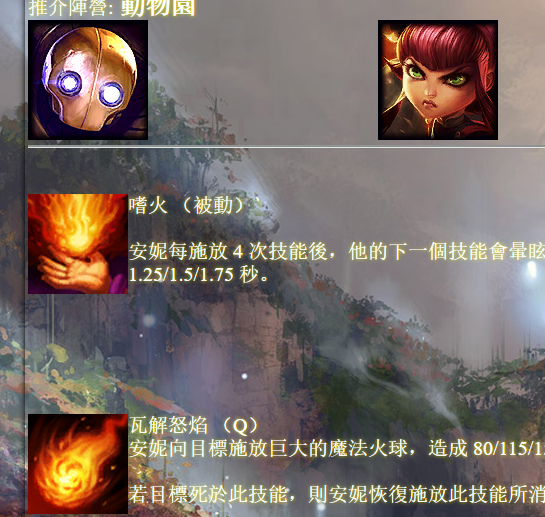 推介陣營: 動物園
嗜火 （被動）
安妮每施放 4 次技能後，他的下一個技能會暈眩
1.25/1.5/1.75 秒。
瓦解怒焰 （Q）
安妮向目標施放巨大的魔法火球，造成 80/115/1
若目標死於此技能，則安妮恢復施放此技能所消